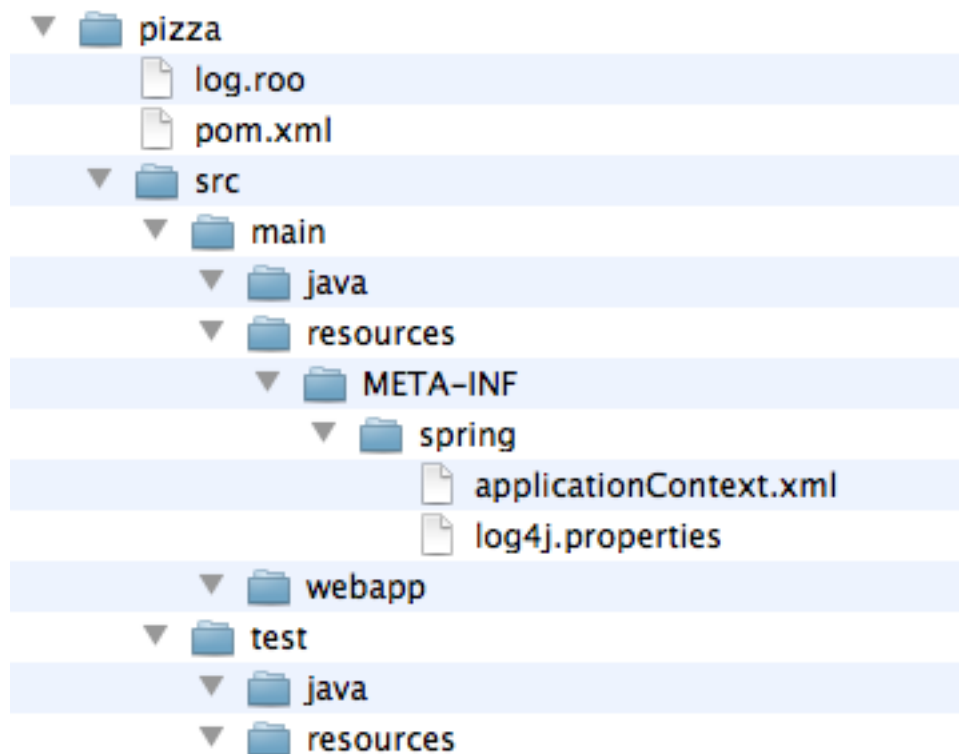 pizza
log.roo
pom.xml
src
main
java
resources
META-INF
spring
applicationContext.xml
log4j.properties
webapp
test
java
resources